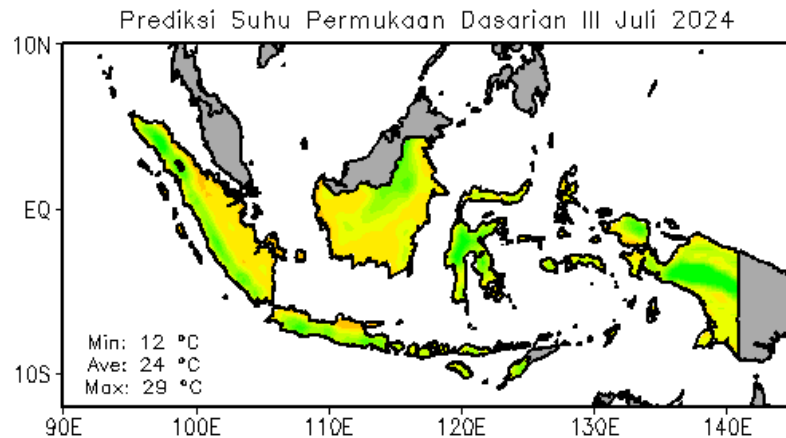 Prediksi Suhu Permukaan Dasarian III Juli 2024
10N
EQ
10S
Min: 12 °C
Ave: 24 °C
Max: 29 °C
90E 100E 110E 120E 130E 140E